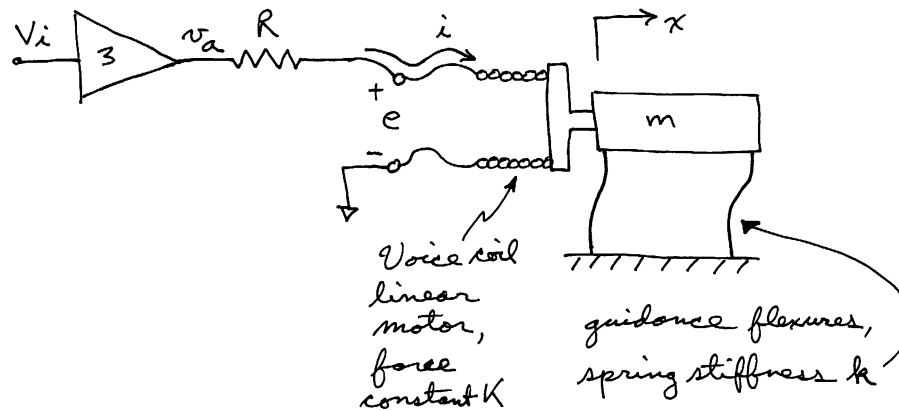 Vi
3
va
R
i
x
+
e
-
m
Voice coil
linear
motor,
force
constant K
guidance flexures,
spring stiffness k